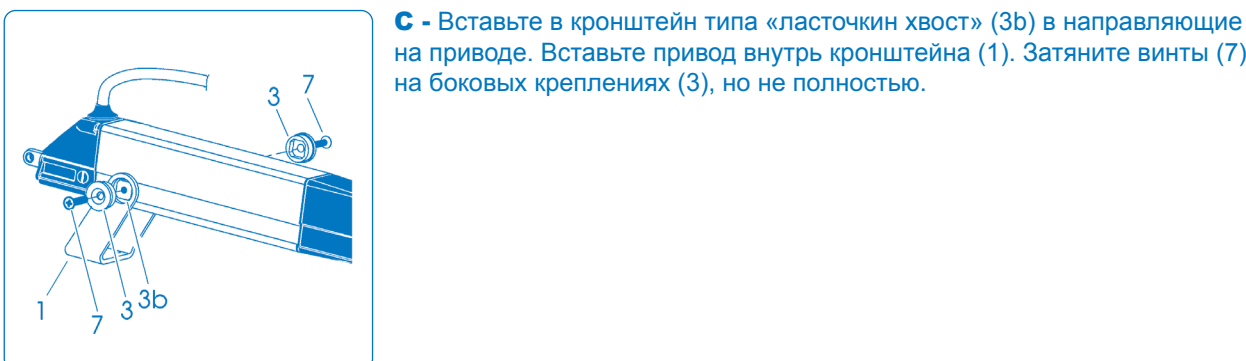 C - Вставьте в кронштейн типа «ласточкин хвост» (3b) в направляющие
на приводе. Вставьте привод внутрь кронштейна (1). Затяните винты (7)
на боковых креплениях (3), но не полностью.
3 7
1 7 3 3b